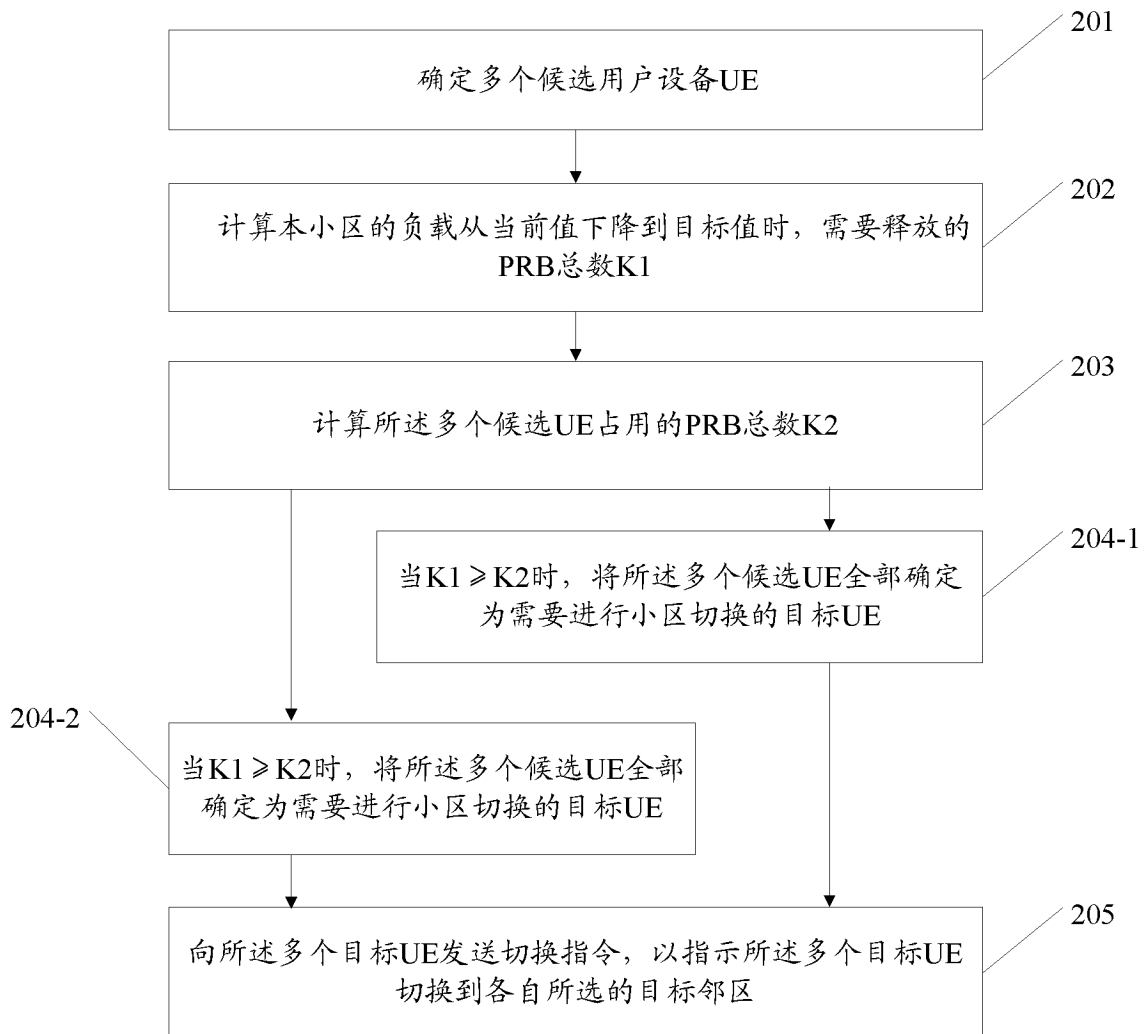 201
确定多个候选用户设备UE
202
计算本小区的负载从当前值下降到目标值时，需要释放的
PRB总数K1
203
计算所述多个候选UE占用的PRB总数K2
204-1
当K1≥K2时，将所述多个候选UE全部确定
为需要进行小区切换的目标UE
204-2
当K1≥K2时，将所述多个候选UE全部
确定为需要进行小区切换的目标UE
205
向所述多个目标UE发送切换指令，以指示所述多个目标UE
切换到各自所选的目标邻区